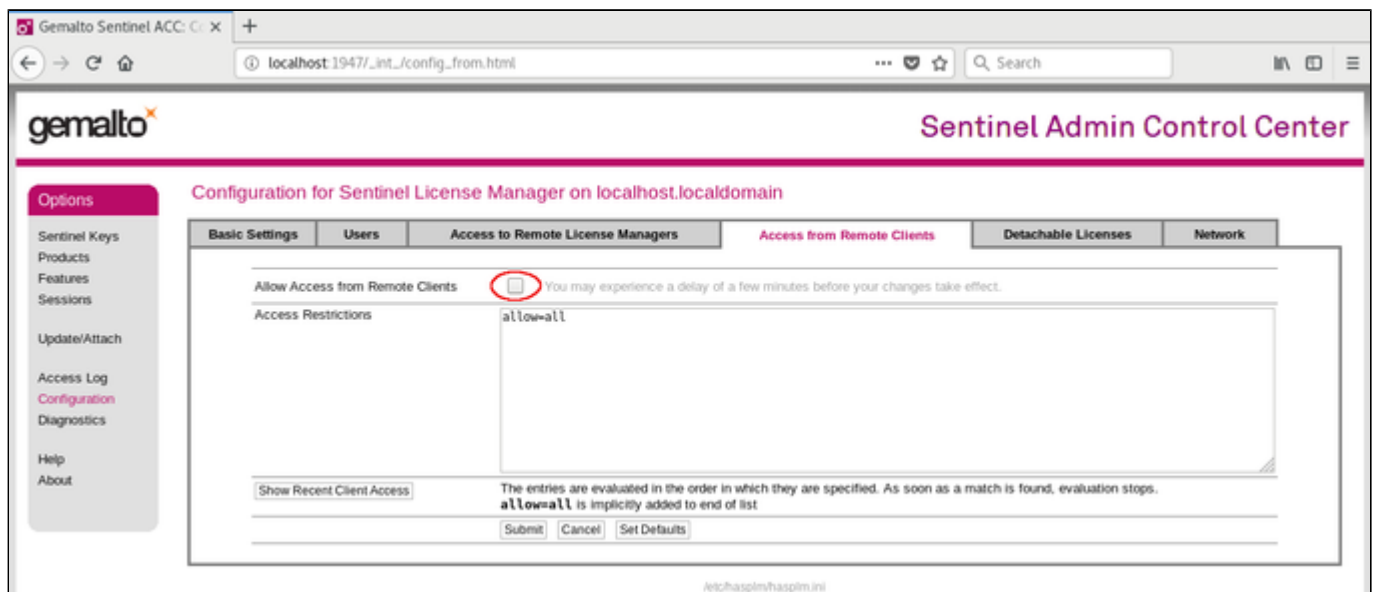 Gemalto Sentinel ACC: Co
localhost:1947/_int_/config_from.html
Search
gemalto
Sentinel Admin Control Center
Options
Configuration for Sentinel License Manager on localhost.localdomain
Sentinel Keys
Products
Features
Sessions
Update/Attach
Access Log
Configuration
Diagnostics
Help
About
Basic Settings Users Access to Remote License Managers Access from Remote Clients Detachable Licenses Network
Allow Access from Remote Clients You may experience a delay of a few minutes before your changes take effect.
Access Restrictions allow=all
Show Recent Client Access The entries are evaluated in the order in which they are specified. As soon as a match is found, evaluation stops.
allow=all is implicitly added to end of list
Submit Cancel Set Defaults
/etc/hasplm/hasplm.ini